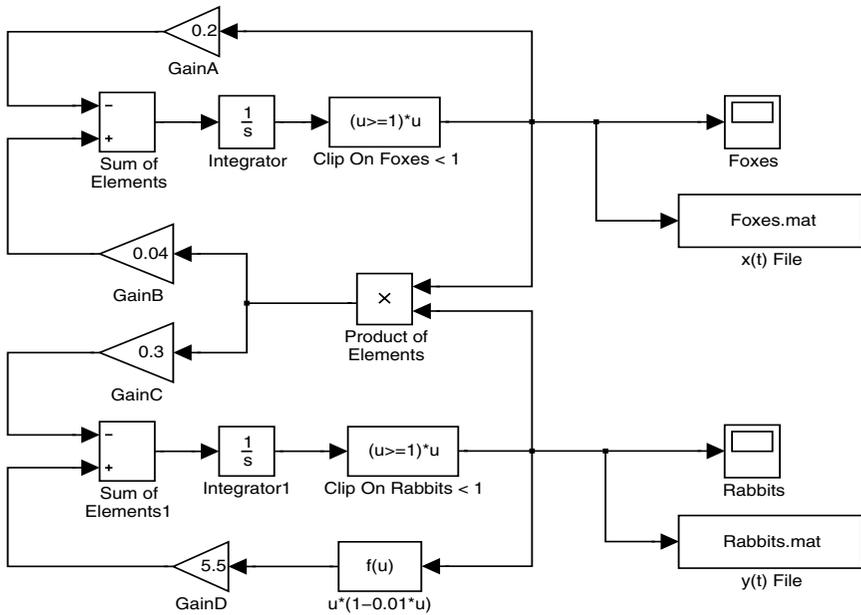 0.2
GainA
−
+
Sum of
Elements
1
s
Integrator
(u>=1)*u
Clip On Foxes < 1
Foxes
Foxes.mat
x(t) File
0.04
GainB
×
Product of
Elements
0.3
GainC
−
+
Sum of
Elements1
1
s
Integrator1
(u>=1)*u
Clip On Rabbits < 1
Rabbits
Rabbits.mat
y(t) File
5.5
GainD
f(u)
u*(1−0.01*u)